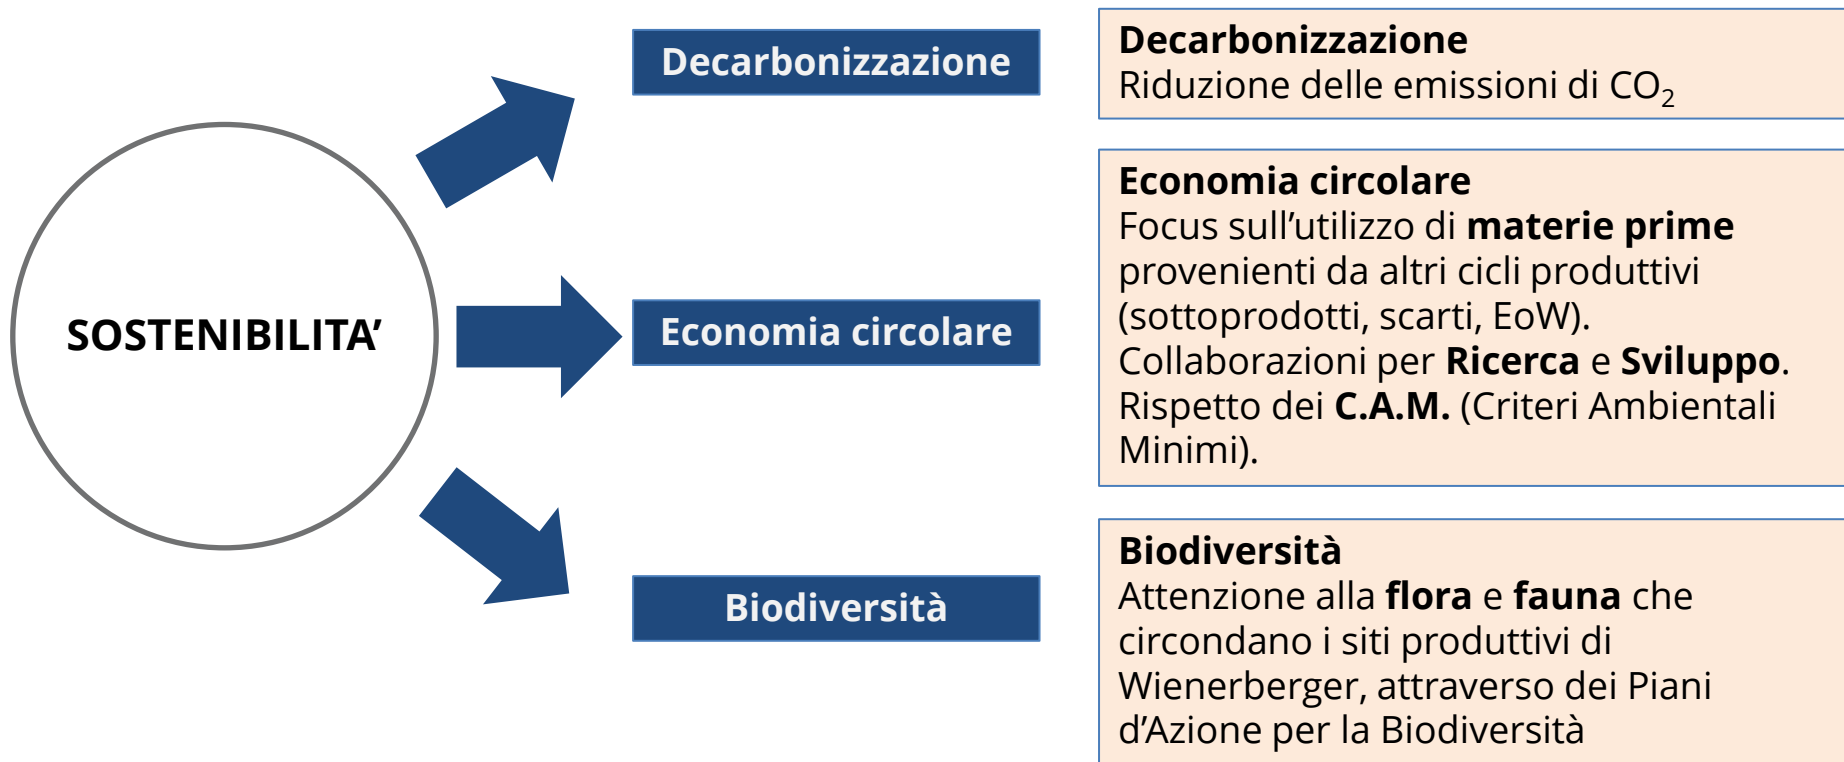 SOSTENIBILITA’
Decarbonizzazione
Economia circolare
Biodiversità
Decarbonizzazione
Riduzione delle emissioni di CO₂
Economia circolare
Focus sull’utilizzo di materie prime
provenienti da altri cicli produttivi
(sottoprodotti, scarti, EoW).
Collaborazioni per Ricerca e Sviluppo.
Rispetto dei C.A.M. (Criteri Ambientali
Minimi).
Biodiversità
Attenzione alla flora e fauna che
circondano i siti produttivi di
Wienerberger, attraverso dei Piani
d’Azione per la Biodiversità